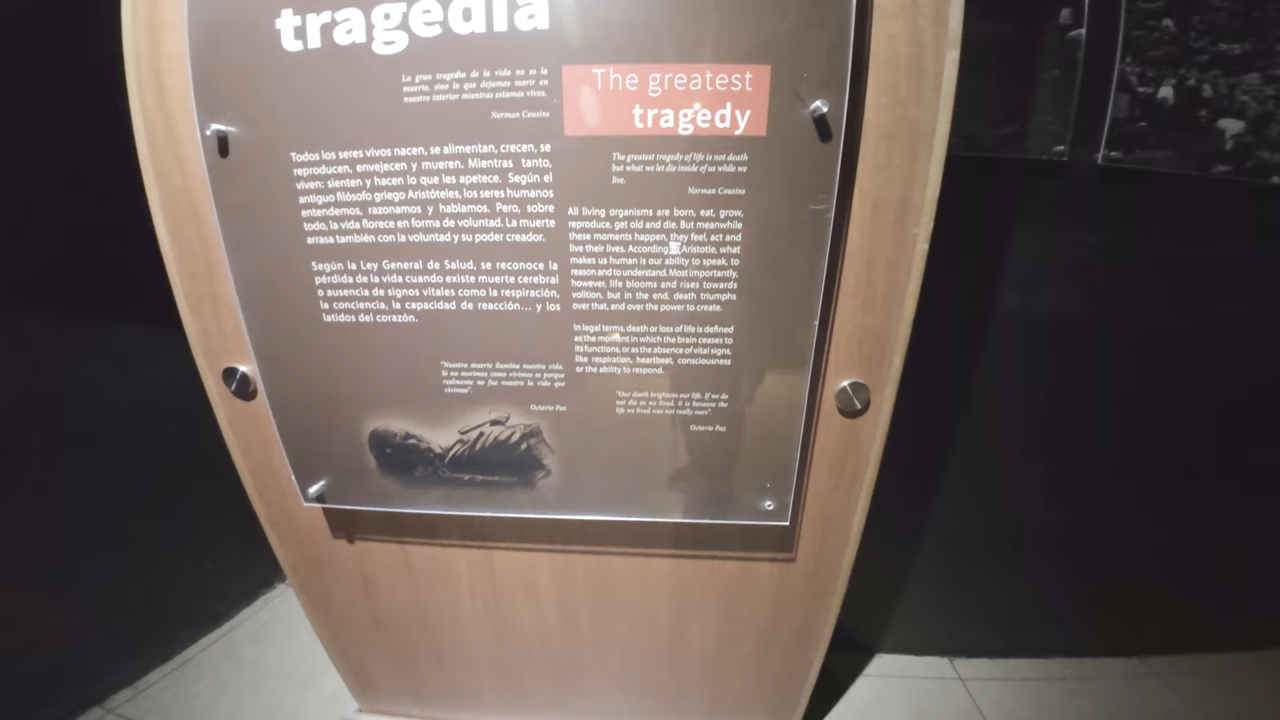 tragedia
La gran tragedia de la vida no es la
muerte, sino lo que dejamos morir en
nuestro interior mientras estamos vivos.
Norman Cousins
Todos los seres vivos nacen, se alimentan, crecen, se
reproducen, envejecen y mueren. Mientras tanto,
viven: sienten y hacen lo que les apetece. Según el
antiguo filósofo griego Aristóteles, los seres humanos
entendemos, razonamos y hablamos. Pero, sobre
todo, la vida florece en forma de voluntad. La muerte
arrasa también con la voluntad y su poder creador.
Según la Ley General de Salud, se reconoce la
pérdida de la vida cuando existe muerte cerebral
o ausencia de signos vitales como la respiración,
la conciencia, la capacidad de reacción... y los
latidos del corazón.
"Nuestra muerte ilumina nuestra vida.
Si no morimos como vivimos es porque
realmente no fue nuestra la vida que
vivimos".
Octavio Paz
The greatest
tragedy
The greatest tragedy of life is not death
but what we let die inside of us while we
live.
Norman Cousins
All living organisms are born, eat, grow,
reproduce, get old and die. But meanwhile
these moments happen, they feel, act and
live their lives. According Aristotle, what
makes us human is our ability to speak, to
reason and to understand. Most importantly,
however, life blooms and rises towards
volition, but in the end, death triumphs
over that, and over the power to create.
In legal terms, death or loss of life is defined
as the moment in which the brain ceases to
its functions, or as the absence of vital signs,
like respiration, heartbeat, consciousness
or the ability to respond.
"Our death brightens our life. If we do
not die as we lived, it is because the
life we lived was not really ours".
Octavio Paz